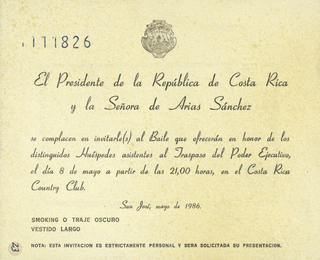 111826
El Presidente de la República de Costa Rica
y la Señora de Arias Sánchez
se complacen en invitarle(s) al Baile que ofrecerán en honor de los
distinguidos Huéspedes asistentes al Traspaso del Poder Ejecutivo,
el día 8 de mayo a partir de las 21,00 horas, en el Costa Rica
Country Club.
San José, mayo de 1986.
SMOKING O TRAJE OSCURO
VESTIDO LARGO
NOTA: ESTA INVITACION ES ESTRICTAMENTE PERSONAL Y SERA SOLICITADA SU PRESENTACION.